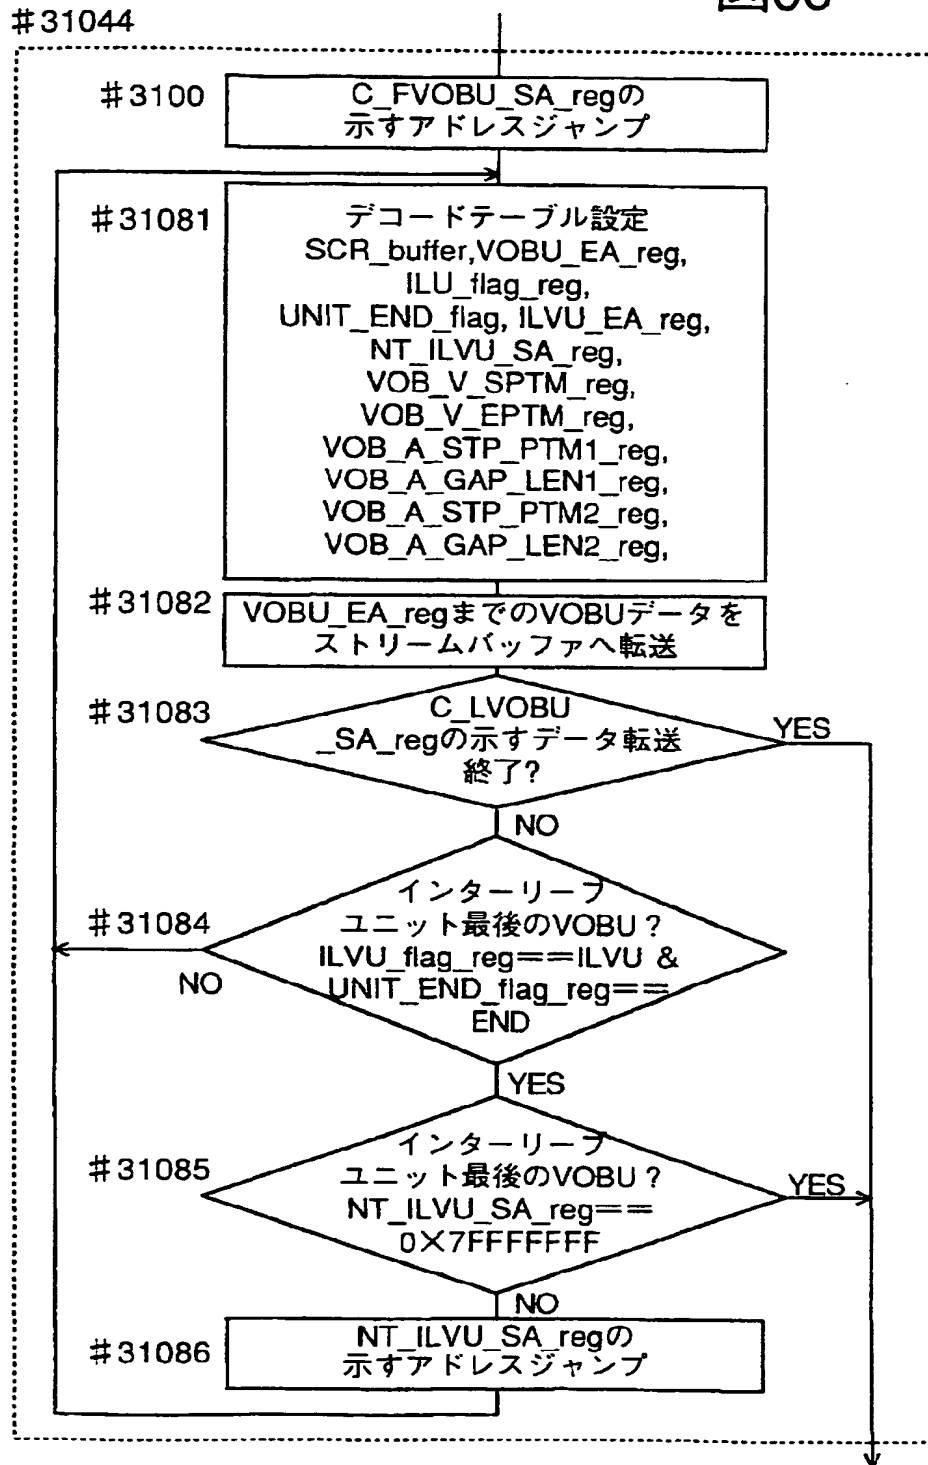 #31044
#3100
C_FVOBU_SA_regの
示すアドレスジャンプ
#31081
デコードテーブル設定
SCR_buffer,VOBU_EA_reg,
ILU_flag_reg,
UNIT_END_flag, ILVU_EA_reg,
NT_ILVU_SA_reg,
VOB_V_SPTM_reg,
VOB_V_EPTM_reg,
VOB_A_STP_PTM1_reg,
VOB_A_GAP_LEN1_reg,
VOB_A_STP_PTM2_reg,
VOB_A_GAP_LEN2_reg,
#31082
VOBU_EA_regまでのVOBUデータを
ストリームバッファへ転送
#31083
C_LVOBU
_SA_regの示すデータ転送
終了?
YES
NO
#31084
インターリーブ
ユニット最後のVOBU?
ILVU_flag_reg==ILVU &
UNIT_END_flag_reg==
END
NO
YES
#31085
インターリーブ
ユニット最後のVOBU?
NT_ILVU_SA_reg==
0×7FFFFFFF
YES
NO
#31086
NT_ILVU_SA_regの
示すアドレスジャンプ